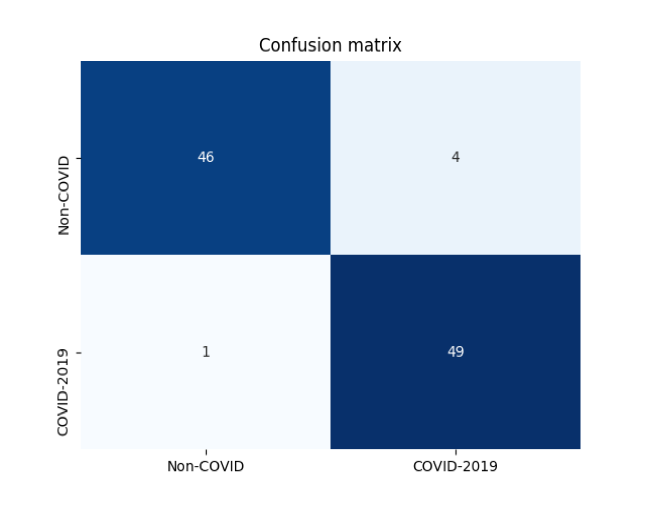 Confusion matrix
Non-COVID
46
4
COVID-2019
1
49
Non-COVID
COVID-2019